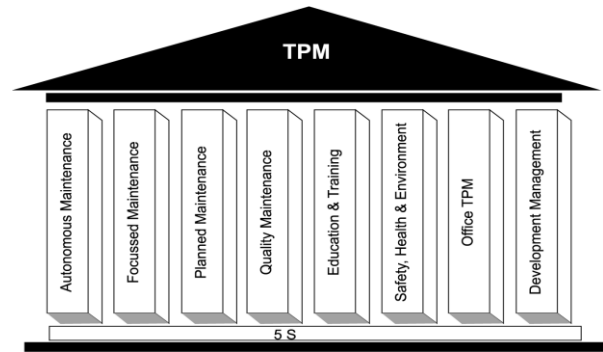 TPM
Autonomous Maintenance
Focussed Maintenance
Planned Maintenance
Quality Maintenance
Education & Training
Safety, Health & Environment
Office TPM
Development Management
5 S